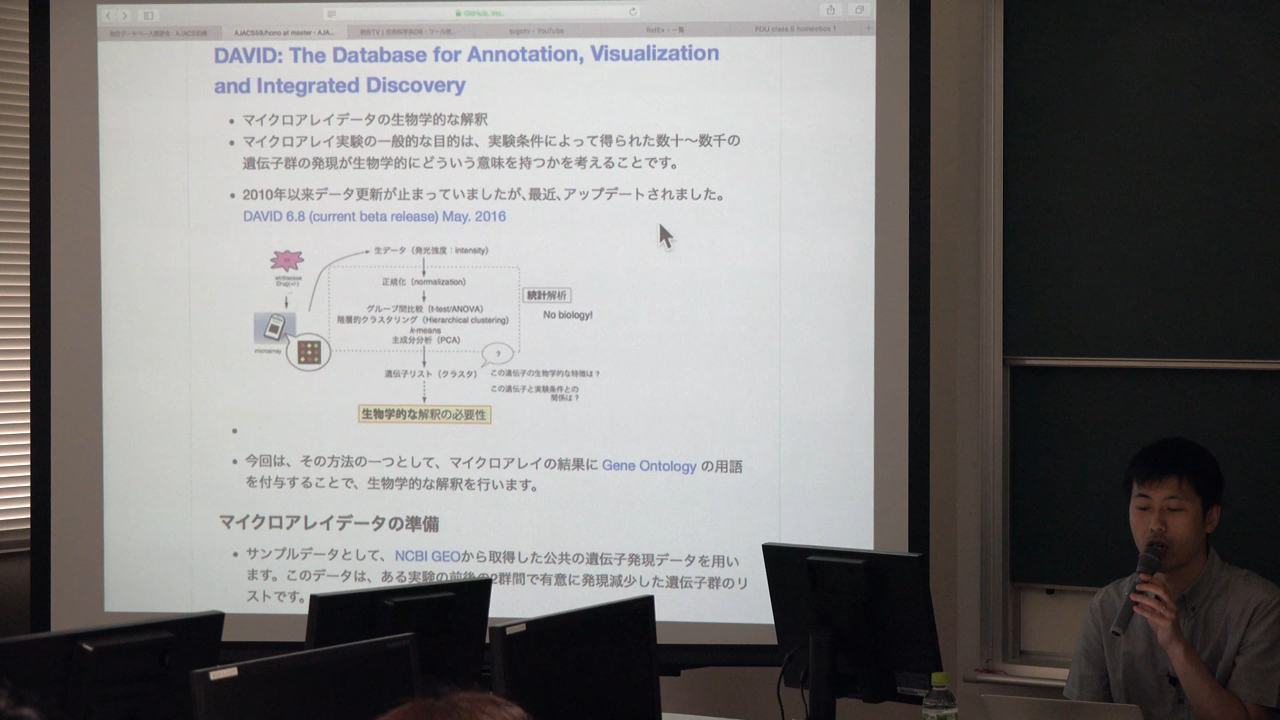 GitHub, Inc.
AJACS59/hono at master · AJA...
togotv - YouTube
RefEx - 一覧
POU class 5 homeobox 1
DAVID: The Database for Annotation, Visualization
and Integrated Discovery
マイクロアレイデータの生物学的な解釈
マイクロアレイ実験の一般的な目的は、実験条件によって得られた数十〜数千の
遺伝子群の発現が生物学的にどういう意味を持つかを考えることです。
2010年以来データ更新が止まっていましたが、最近、アップデートされました。
DAVID 6.8 (current beta release) May. 2016
生データ（発光強度：intensity）
Drug(+/-)
正規化（normalization）
統計解析
グループ間比較（t-test/ANOVA）
No biology!
階層的クラスタリング（Hierarchical clustering）
k-means
主成分分析（PCA）
microarray
?
遺伝子リスト（クラスタ）
この遺伝子の生物学的な特徴は？
この遺伝子と実験条件との
関係は？
生物学的な解釈の必要性
今回は、その方法の一つとして、マイクロアレイの結果に Gene Ontology の用語
を付与することで、生物学的な解釈を行います。
マイクロアレイデータの準備
サンプルデータとして、NCBI GEOから取得した公共の遺伝子発現データを用い
ます。このデータは、ある実験の前後の2群間で有意に発現減少した遺伝子群のリ
ストです。